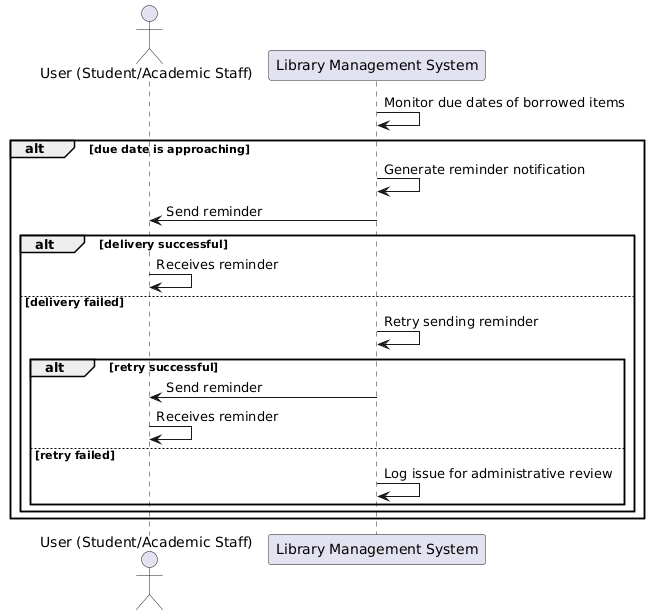 User (Student/Academic Staff)
Library Management System
Monitor due dates of borrowed items
alt
[due date is approaching]
Generate reminder notification
Send reminder
alt
[delivery successful]
Receives reminder
[delivery failed]
Retry sending reminder
alt
[retry successful]
Send reminder
Receives reminder
[retry failed]
Log issue for administrative review
User (Student/Academic Staff)
Library Management System